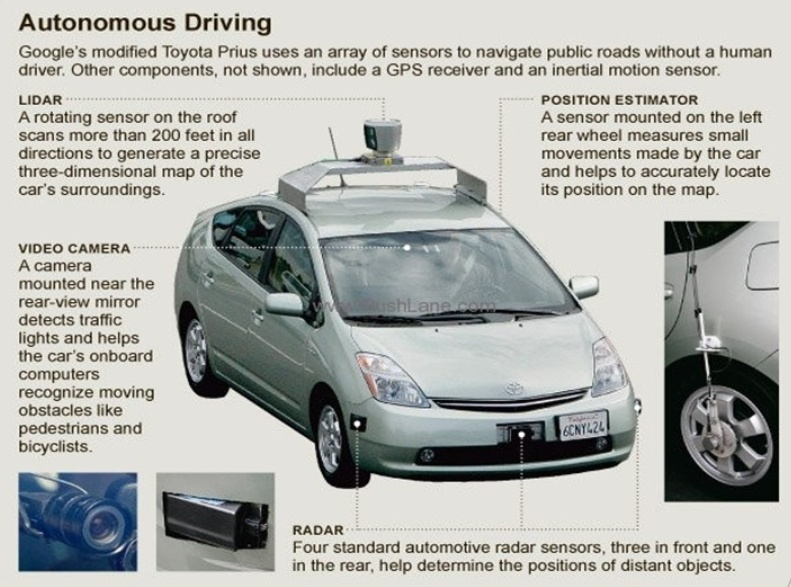 Autonomous Driving
Google's modified Toyota Prius uses an array of sensors to navigate public roads without a human
driver. Other components, not shown, include a GPS receiver and an inertial motion sensor.
LIDAR
A rotating sensor on the roof
scans more than 200 feet in all
directions to generate a precise
three-dimensional map of the
car's surroundings.
POSITION ESTIMATOR
A sensor mounted on the left
rear wheel measures small
movements made by the car
and helps to accurately locate
its position on the map.
VIDEO CAMERA
A camera
mounted near the
rear-view mirror
detects traffic
lights and helps
the car's onboard
computers
recognize moving
obstacles like
pedestrians and
bicyclists.
6CNY424
RADAR
Four standard automotive radar sensors, three in front and one
in the rear, help determine the positions of distant objects.